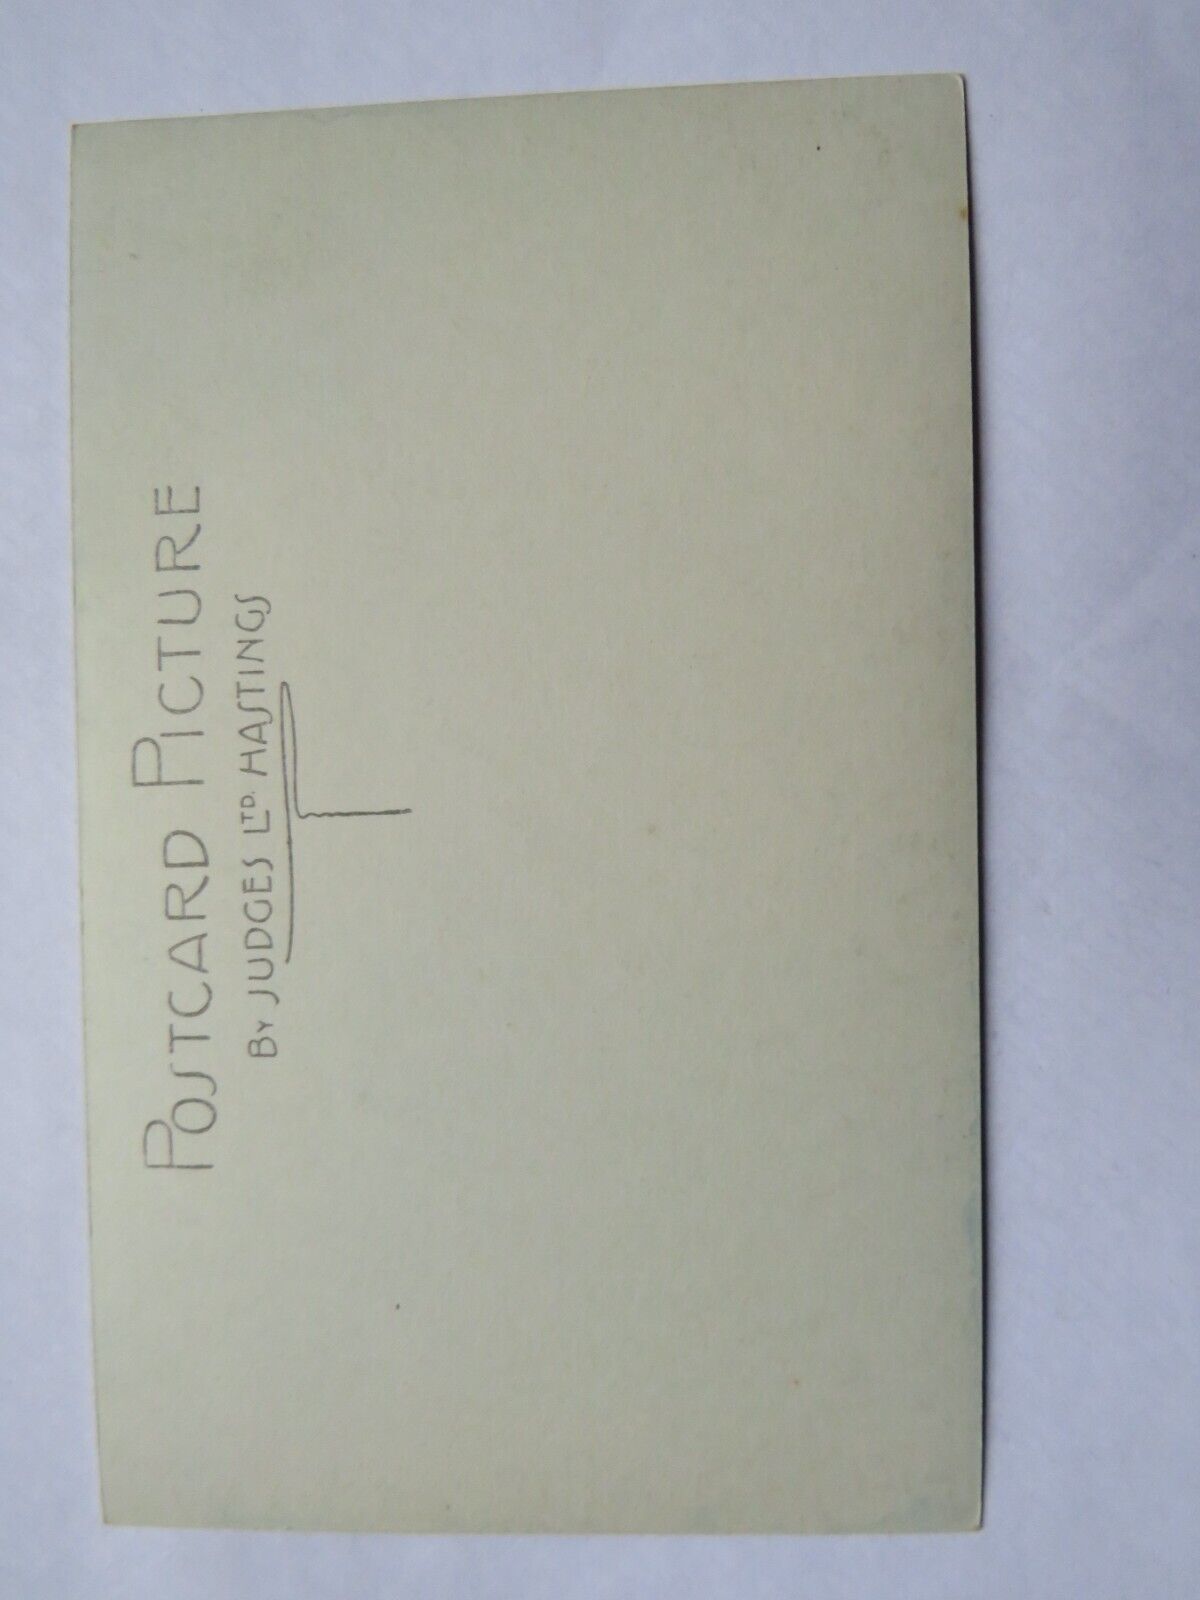 POSTCARD PICTURE
BY JUDGES LTD. HASTINGS